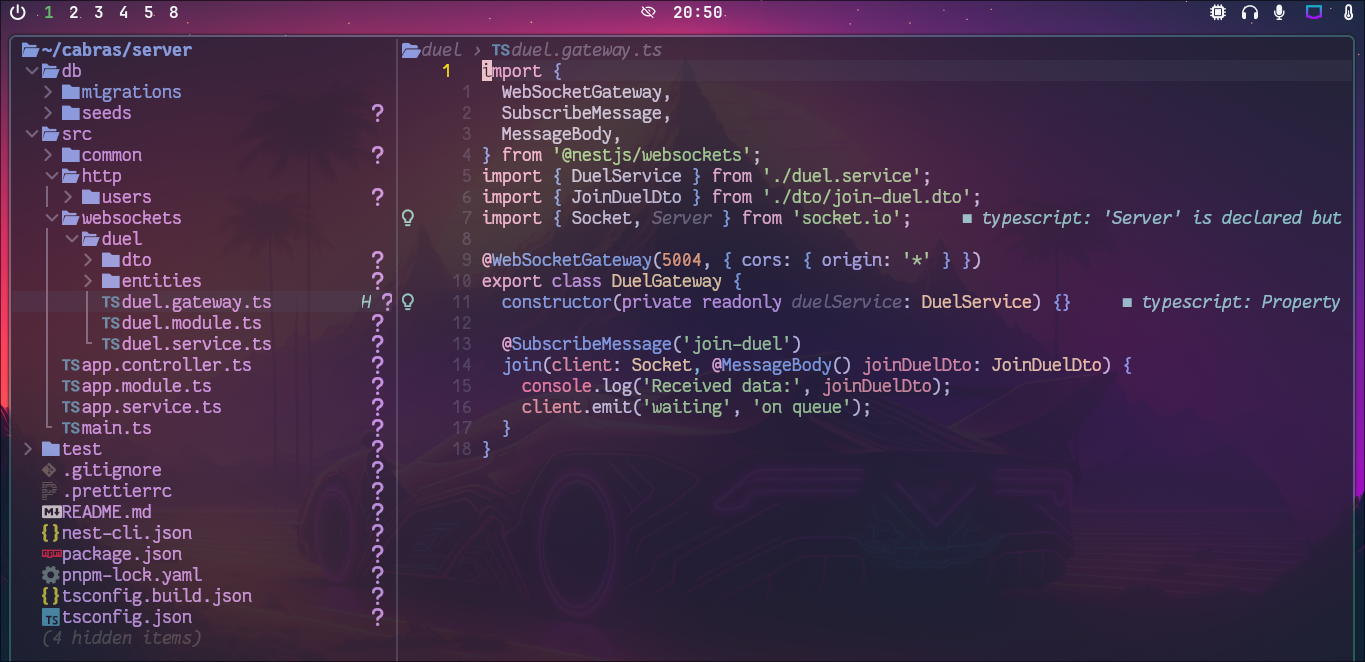 1 2 3 4 5 8 20:50
~/cabras/server
db
migrations
seeds ?
src
common ?
http
users ?
websockets
duel
dto ?
entities ?
TS duel.gateway.ts H ?
TS duel.module.ts ?
TS duel.service.ts ?
TS app.controller.ts ?
TS app.module.ts ?
TS app.service.ts ?
TS main.ts ?
test ?
.gitignore ?
.prettierrc ?
README.md ?
{} nest-cli.json ?
npm package.json ?
pnpm-lock.yaml ?
{} tsconfig.build.json ?
TS tsconfig.json ?
(4 hidden items)
duel › TS duel.gateway.ts
1 import {
1 WebSocketGateway,
2 SubscribeMessage,
3 MessageBody,
4 } from '@nestjs/websockets';
5 import { DuelService } from './duel.service';
6 import { JoinDuelDto } from './dto/join-duel.dto';
7 import { Socket, Server } from 'socket.io'; ■ typescript: 'Server' is declared but
8
9 @WebSocketGateway(5004, { cors: { origin: '*' } })
10 export class DuelGateway {
11 constructor(private readonly duelService: DuelService) {} ■ typescript: Property
12
13 @SubscribeMessage('join-duel')
14 join(client: Socket, @MessageBody() joinDuelDto: JoinDuelDto) {
15 console.log('Received data:', joinDuelDto);
16 client.emit('waiting', 'on queue');
17 }
18 }